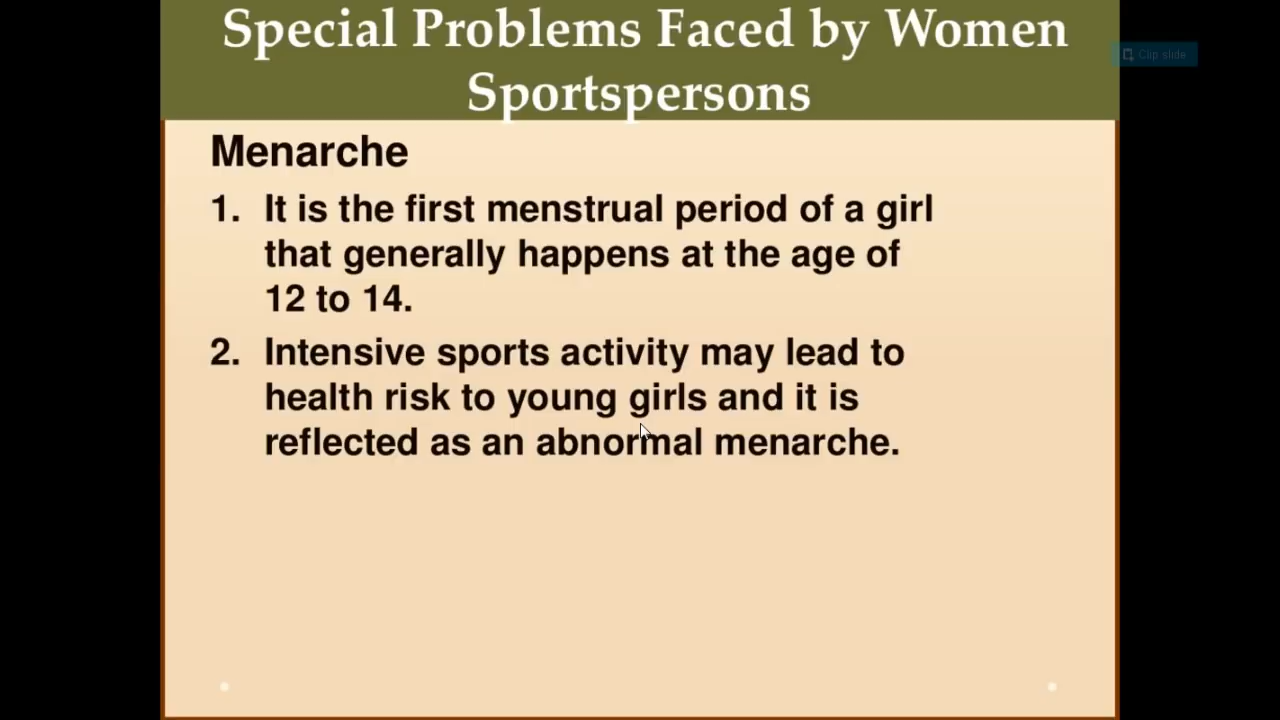 Special Problems Faced by Women
Sportspersons
Clip slide
Menarche
1. It is the first menstrual period of a girl
that generally happens at the age of
12 to 14.
2. Intensive sports activity may lead to
health risk to young girls and it is
reflected as an abnormal menarche.